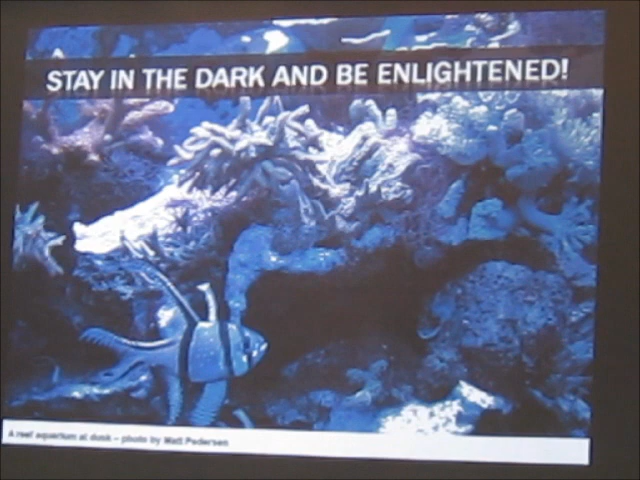 STAY IN THE DARK AND BE ENLIGHTENED!
A reef aquarium at dusk – photo by Matt Pedersen